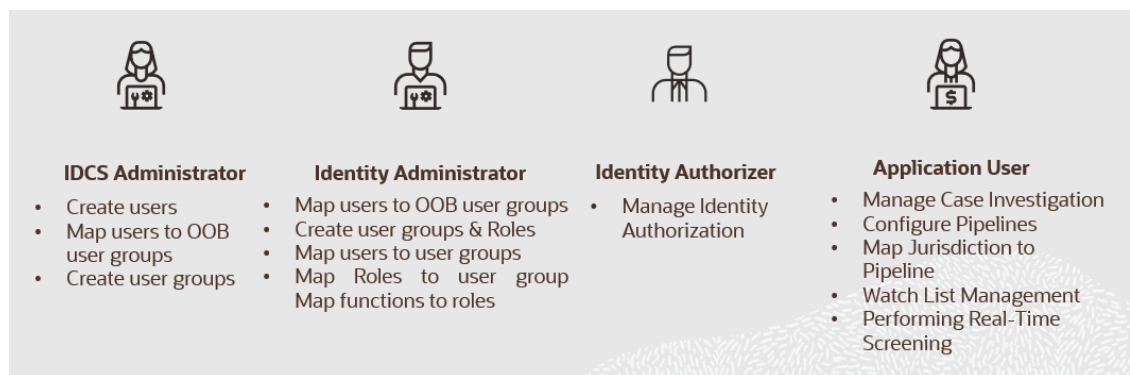 IDCS Administrator
• Create users
• Map users to OOB
user groups
• Create user groups
Identity Administrator
• Map users to OOB user groups
• Create user groups & Roles
• Map users to user groups
• Map Roles to user group
Map functions to roles
Identity Authorizer
• Manage Identity
Authorization
$
Application User
• Manage Case Investigation
• Configure Pipelines
• Map Jurisdiction to
Pipeline
• Watch List Management
• Performing Real-Time
Screening